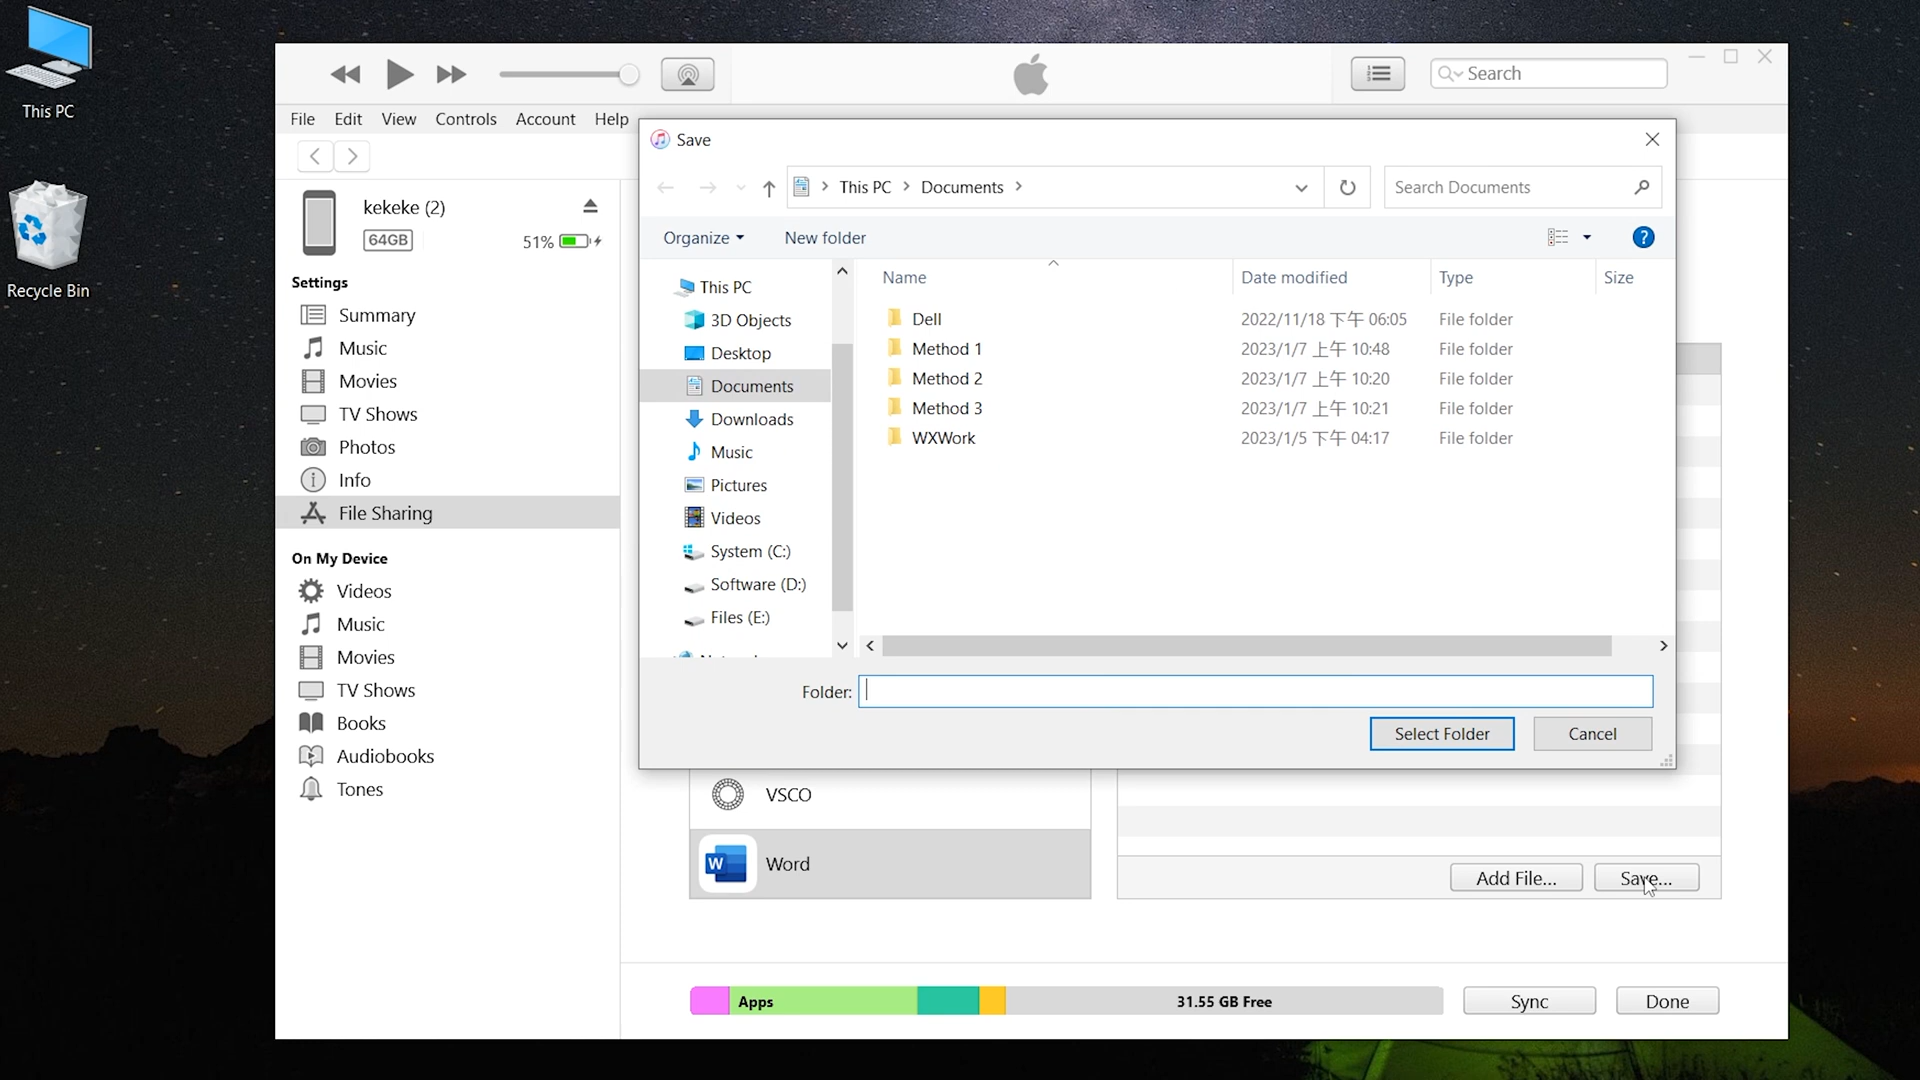 This PC
Recycle Bin
Search
File Edit View Controls Account Help
kekeke (2)
64GB
51%
Settings
Summary
Music
Movies
TV Shows
Photos
Info
File Sharing
On My Device
Videos
Music
Movies
TV Shows
Books
Audiobooks
Tones
Save
This PC > Documents >
Search Documents
Organize New folder
?
This PC
3D Objects
Desktop
Documents
Downloads
Music
Pictures
Videos
System (C:)
Software (D:)
Files (E:)
Name Date modified Type Size
Dell 2022/11/18 下午 06:05 File folder
Method 1 2023/1/7 上午 10:48 File folder
Method 2 2023/1/7 上午 10:20 File folder
Method 3 2023/1/7 上午 10:21 File folder
WXWork 2023/1/5 下午 04:17 File folder
Folder:
Select Folder Cancel
VSCO
W
Word
Add File... Save...
Apps
31.55 GB Free
Sync Done